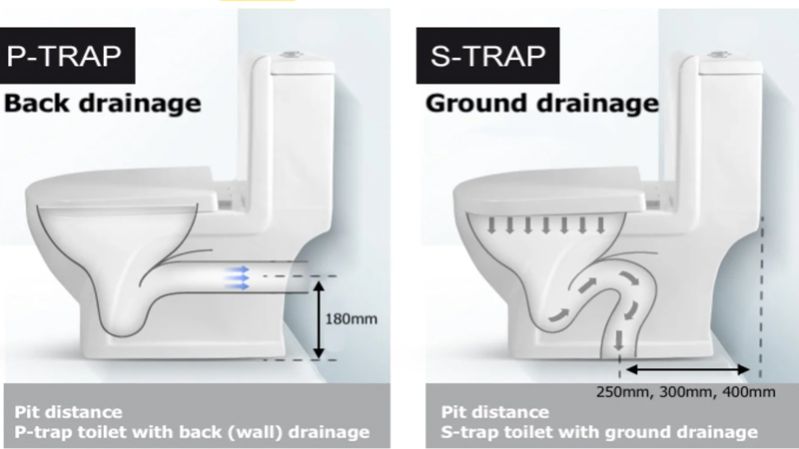 P-TRAP
Back drainage
180mm
Pit distance
P-trap toilet with back (wall) drainage
S-TRAP
Ground drainage
250mm, 300mm, 400mm
Pit distance
S-trap toilet with ground drainage